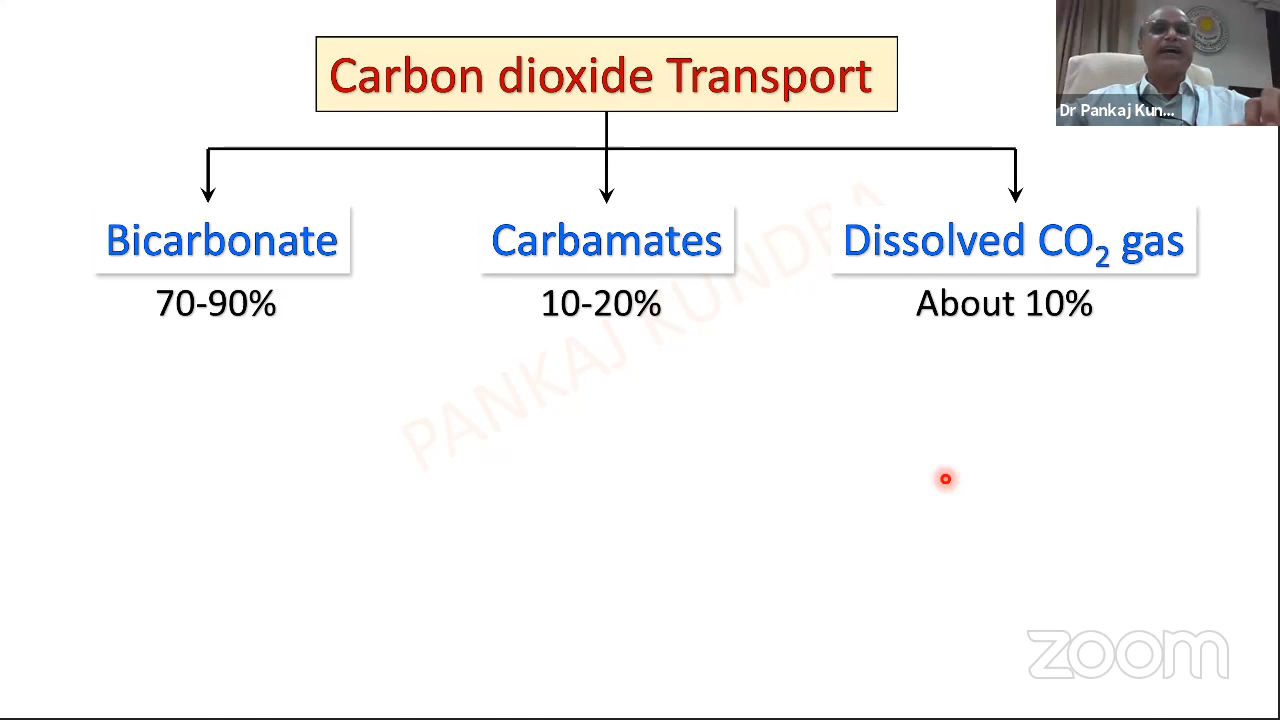 Carbon dioxide Transport
Dr Pankaj Kun...
Bicarbonate
Carbamates
Dissolved CO₂ gas
70-90%
10-20%
About 10%
PANKAJ KUNDRA
zoom